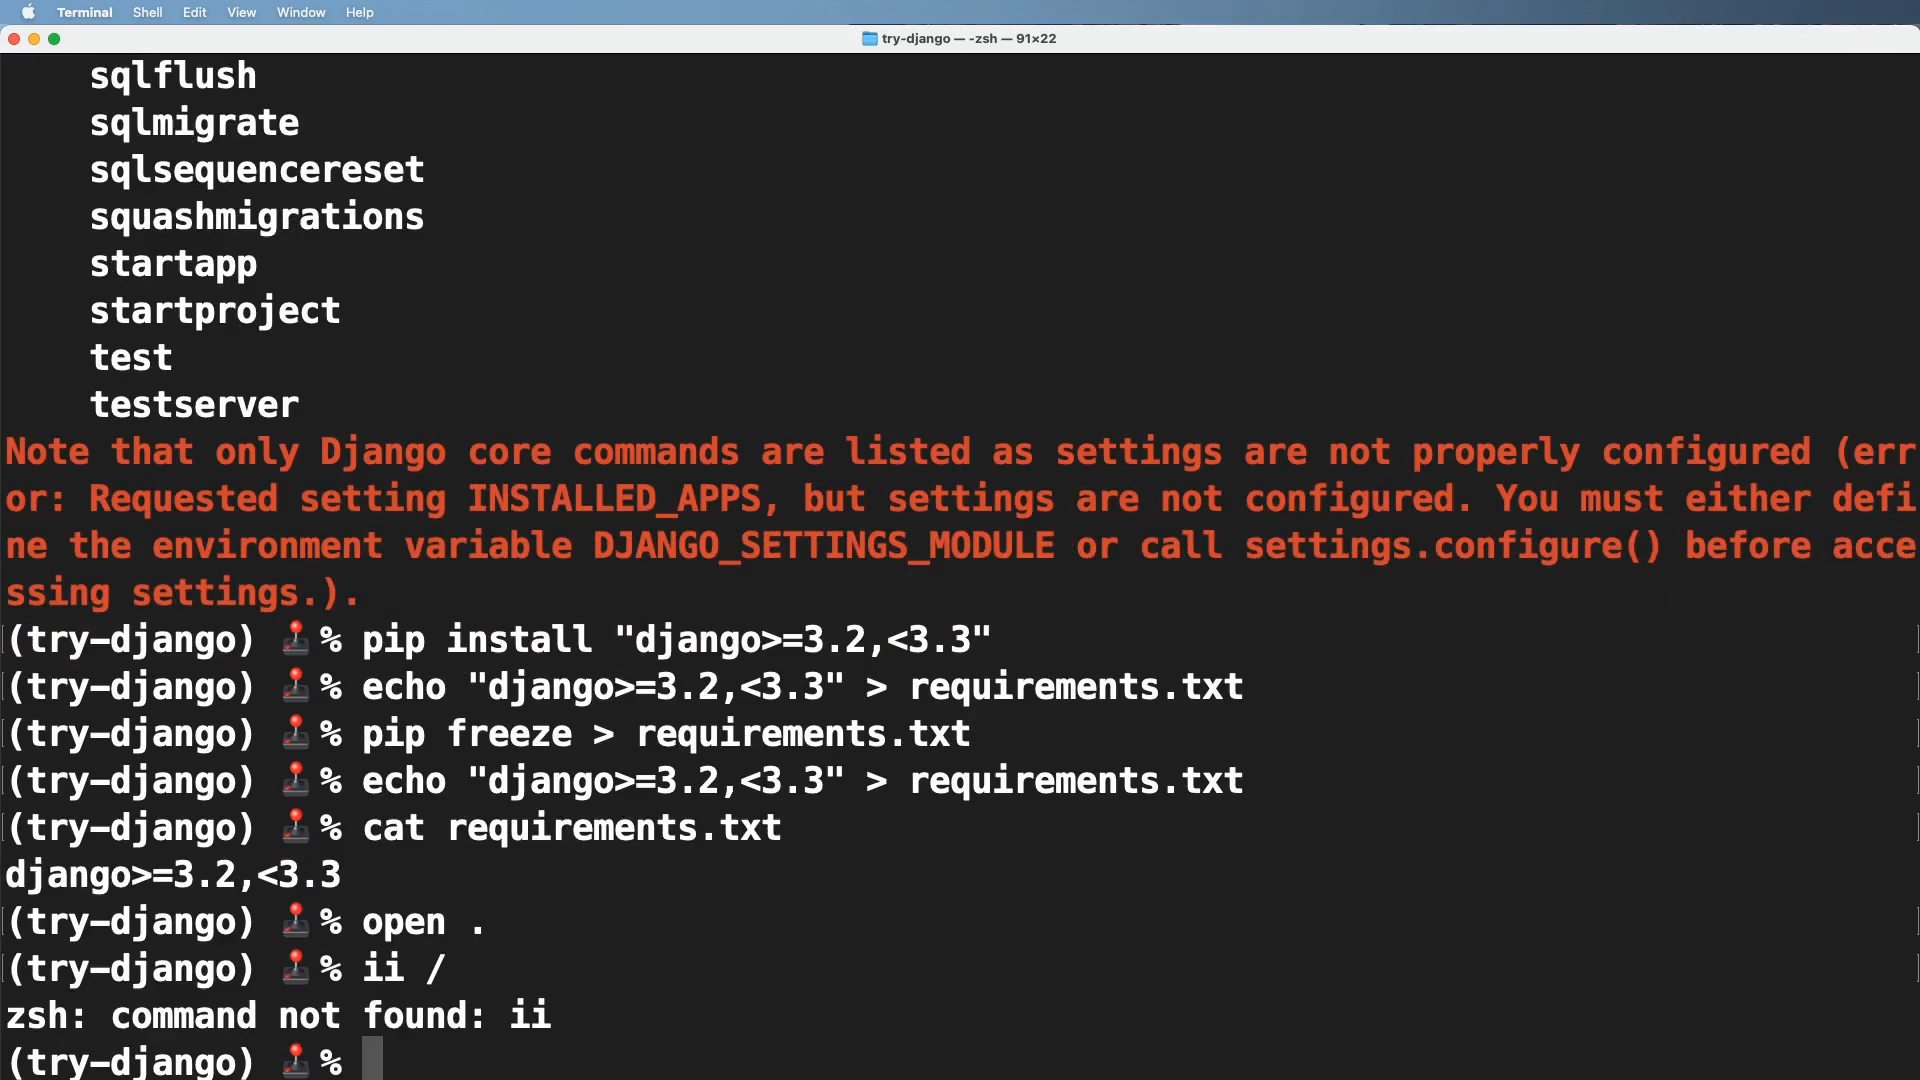 Terminal Shell Edit View Window Help
try-django — -zsh — 91×22
sqlflush
sqlmigrate
sqlsequencereset
squashmigrations
startapp
startproject
test
testserver
Note that only Django core commands are listed as settings are not properly configured (err
or: Requested setting INSTALLED_APPS, but settings are not configured. You must either defi
ne the environment variable DJANGO_SETTINGS_MODULE or call settings.configure() before acce
ssing settings.).
(try-django) 🕹% pip install "django>=3.2,<3.3"
(try-django) 🕹% echo "django>=3.2,<3.3" > requirements.txt
(try-django) 🕹% pip freeze > requirements.txt
(try-django) 🕹% echo "django>=3.2,<3.3" > requirements.txt
(try-django) 🕹% cat requirements.txt
django>=3.2,<3.3
(try-django) 🕹% open .
(try-django) 🕹% ii /
zsh: command not found: ii
(try-django) 🕹%